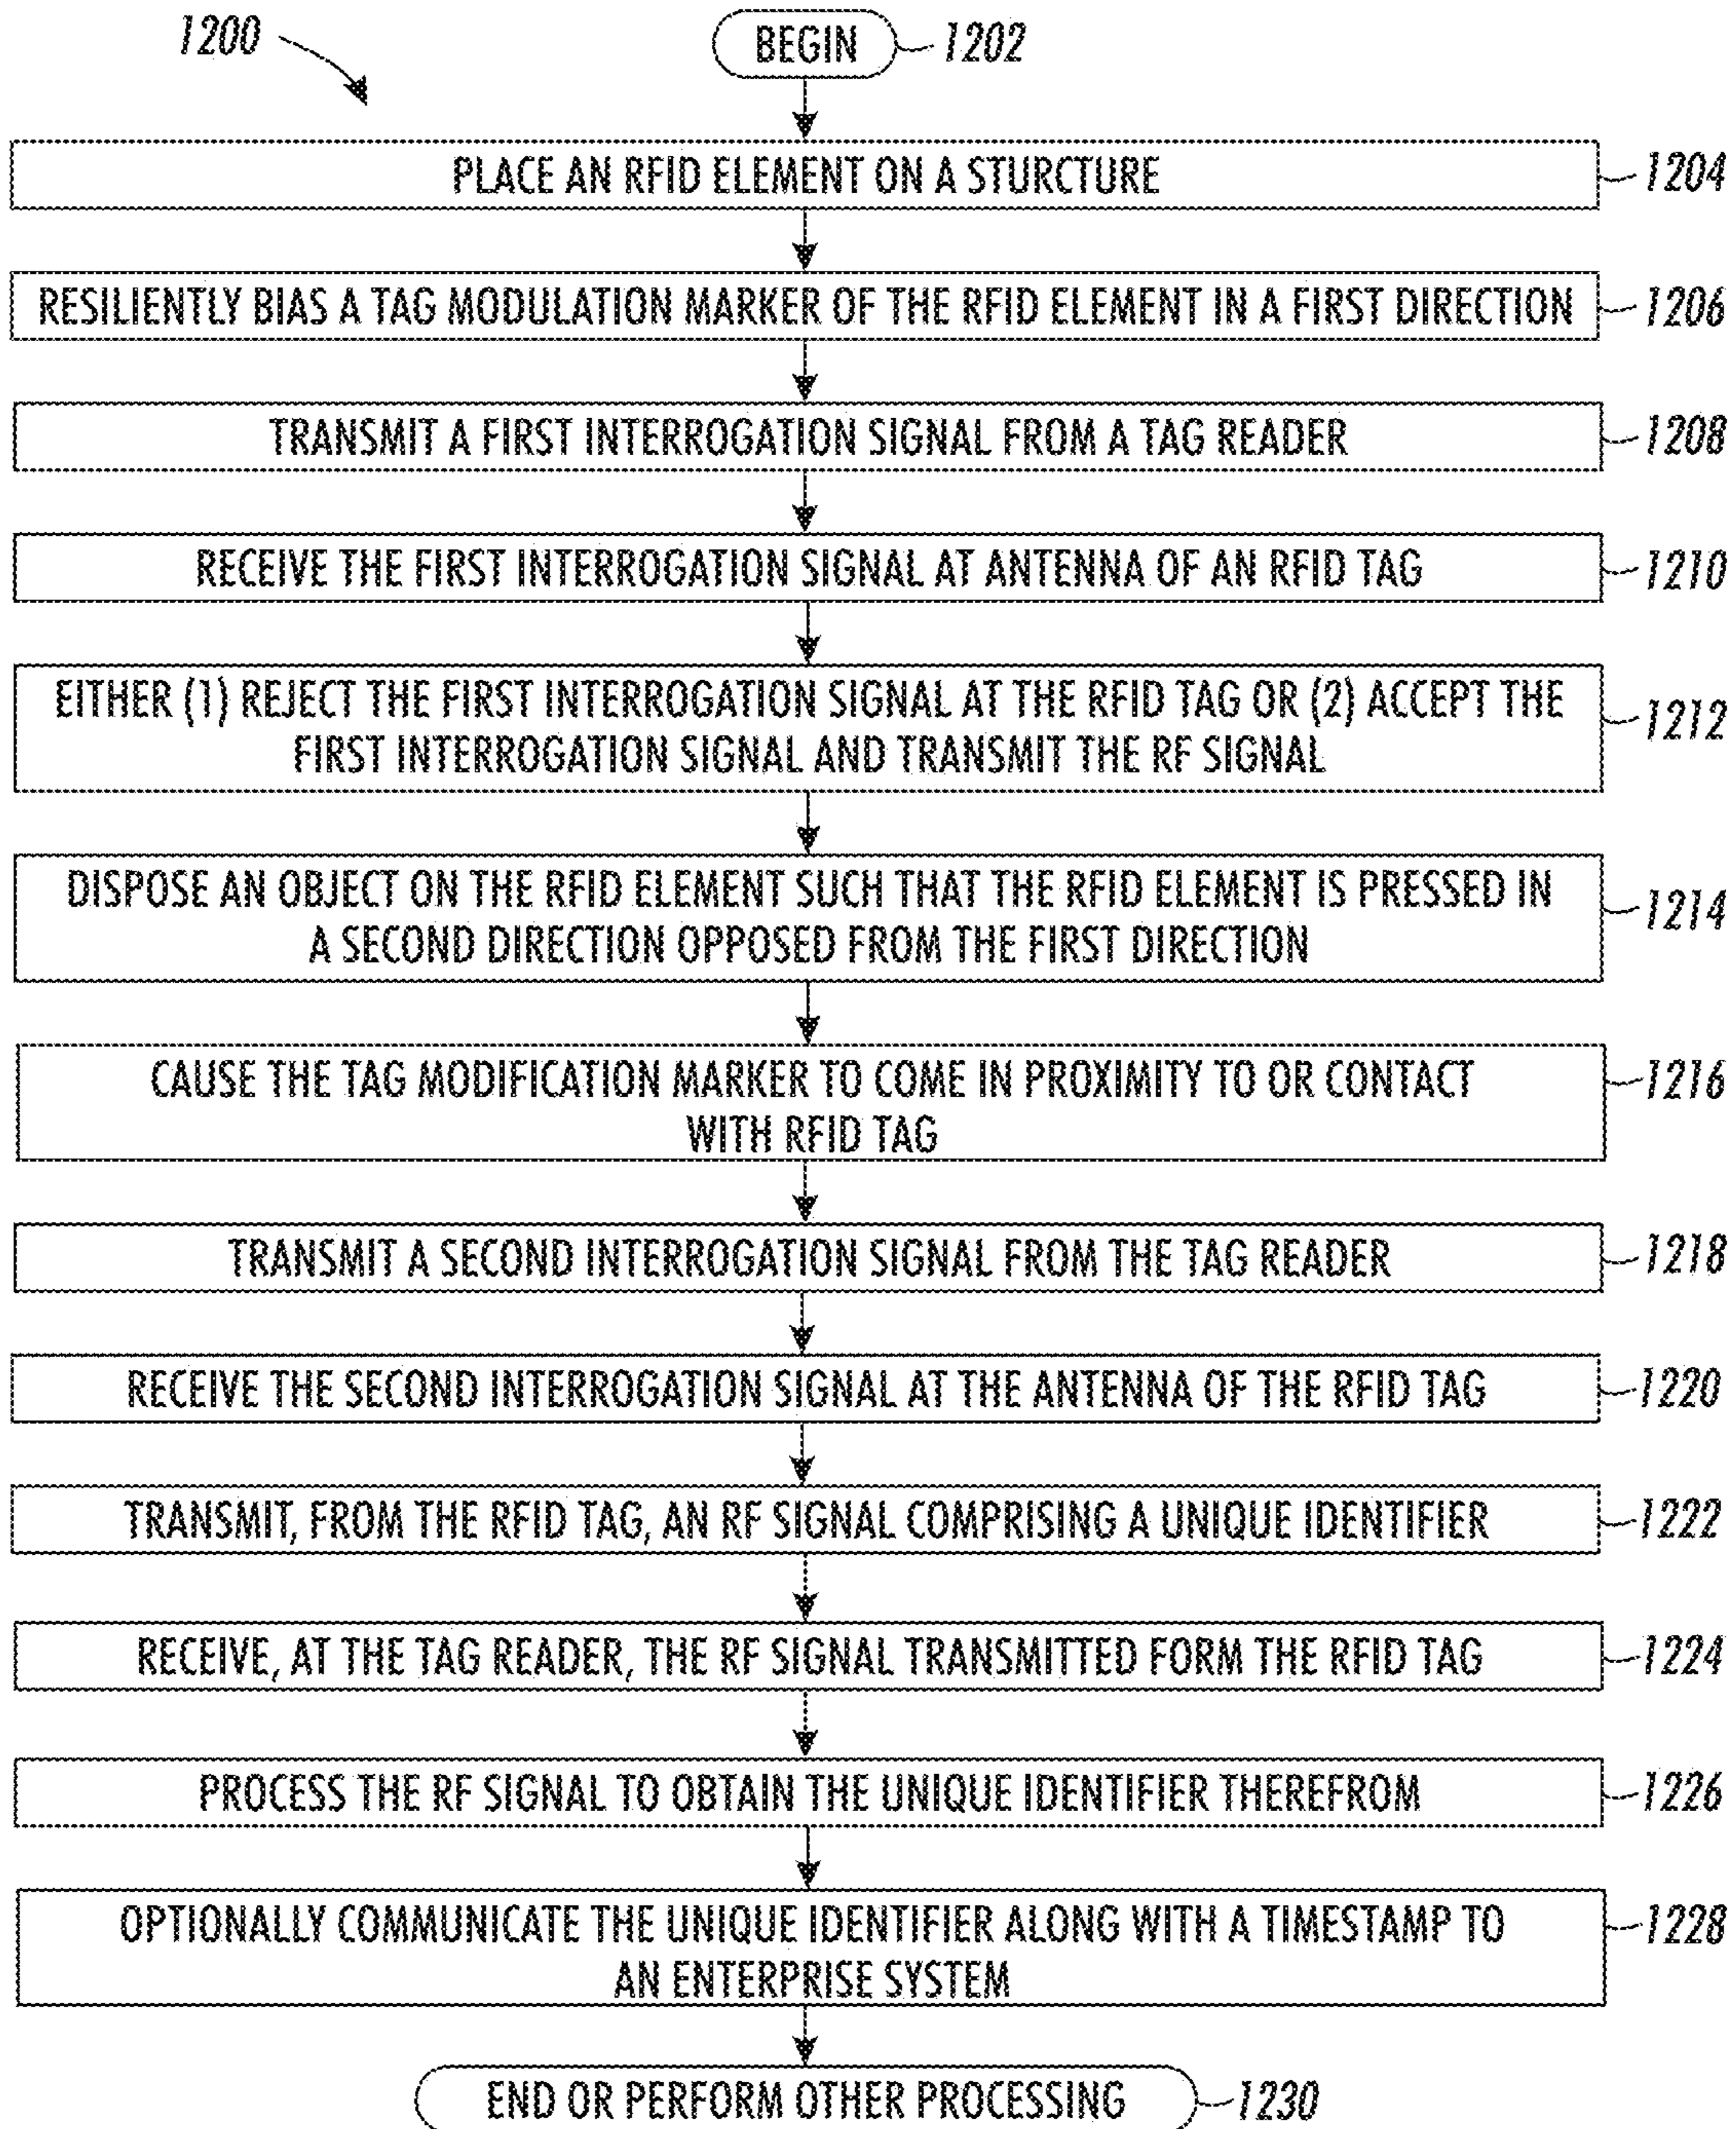 1200
BEGIN 1202
PLACE AN RFID ELEMENT ON A STURCTURE 1204
RESILIENTLY BIAS A TAG MODULATION MARKER OF THE RFID ELEMENT IN A FIRST DIRECTION 1206
TRANSMIT A FIRST INTERROGATION SIGNAL FROM A TAG READER 1208
RECEIVE THE FIRST INTERROGATION SIGNAL AT ANTENNA OF AN RFID TAG 1210
EITHER (1) REJECT THE FIRST INTERROGATION SIGNAL AT THE RFID TAG OR (2) ACCEPT THE
FIRST INTERROGATION SIGNAL AND TRANSMIT THE RF SIGNAL
1212
DISPOSE AN OBJECT ON THE RFID ELEMENT SUCH THAT THE RFID ELEMENT IS PRESSED IN
A SECOND DIRECTION OPPOSED FROM THE FIRST DIRECTION
1214
CAUSE THE TAG MODIFICATION MARKER TO COME IN PROXIMITY TO OR CONTACT
WITH RFID TAG
1216
TRANSMIT A SECOND INTERROGATION SIGNAL FROM THE TAG READER 1218
RECEIVE THE SECOND INTERROGATION SIGNAL AT THE ANTENNA OF THE RFID TAG 1220
TRANSMIT, FROM THE RFID TAG, AN RF SIGNAL COMPRISING A UNIQUE IDENTIFIER 1222
RECEIVE, AT THE TAG READER, THE RF SIGNAL TRANSMITTED FORM THE RFID TAG 1224
PROCESS THE RF SIGNAL TO OBTAIN THE UNIQUE IDENTIFIER THEREFROM 1226
OPTIONALLY COMMUNICATE THE UNIQUE IDENTIFIER ALONG WITH A TIMESTAMP TO
AN ENTERPRISE SYSTEM
1228
END OR PERFORM OTHER PROCESSING 1230